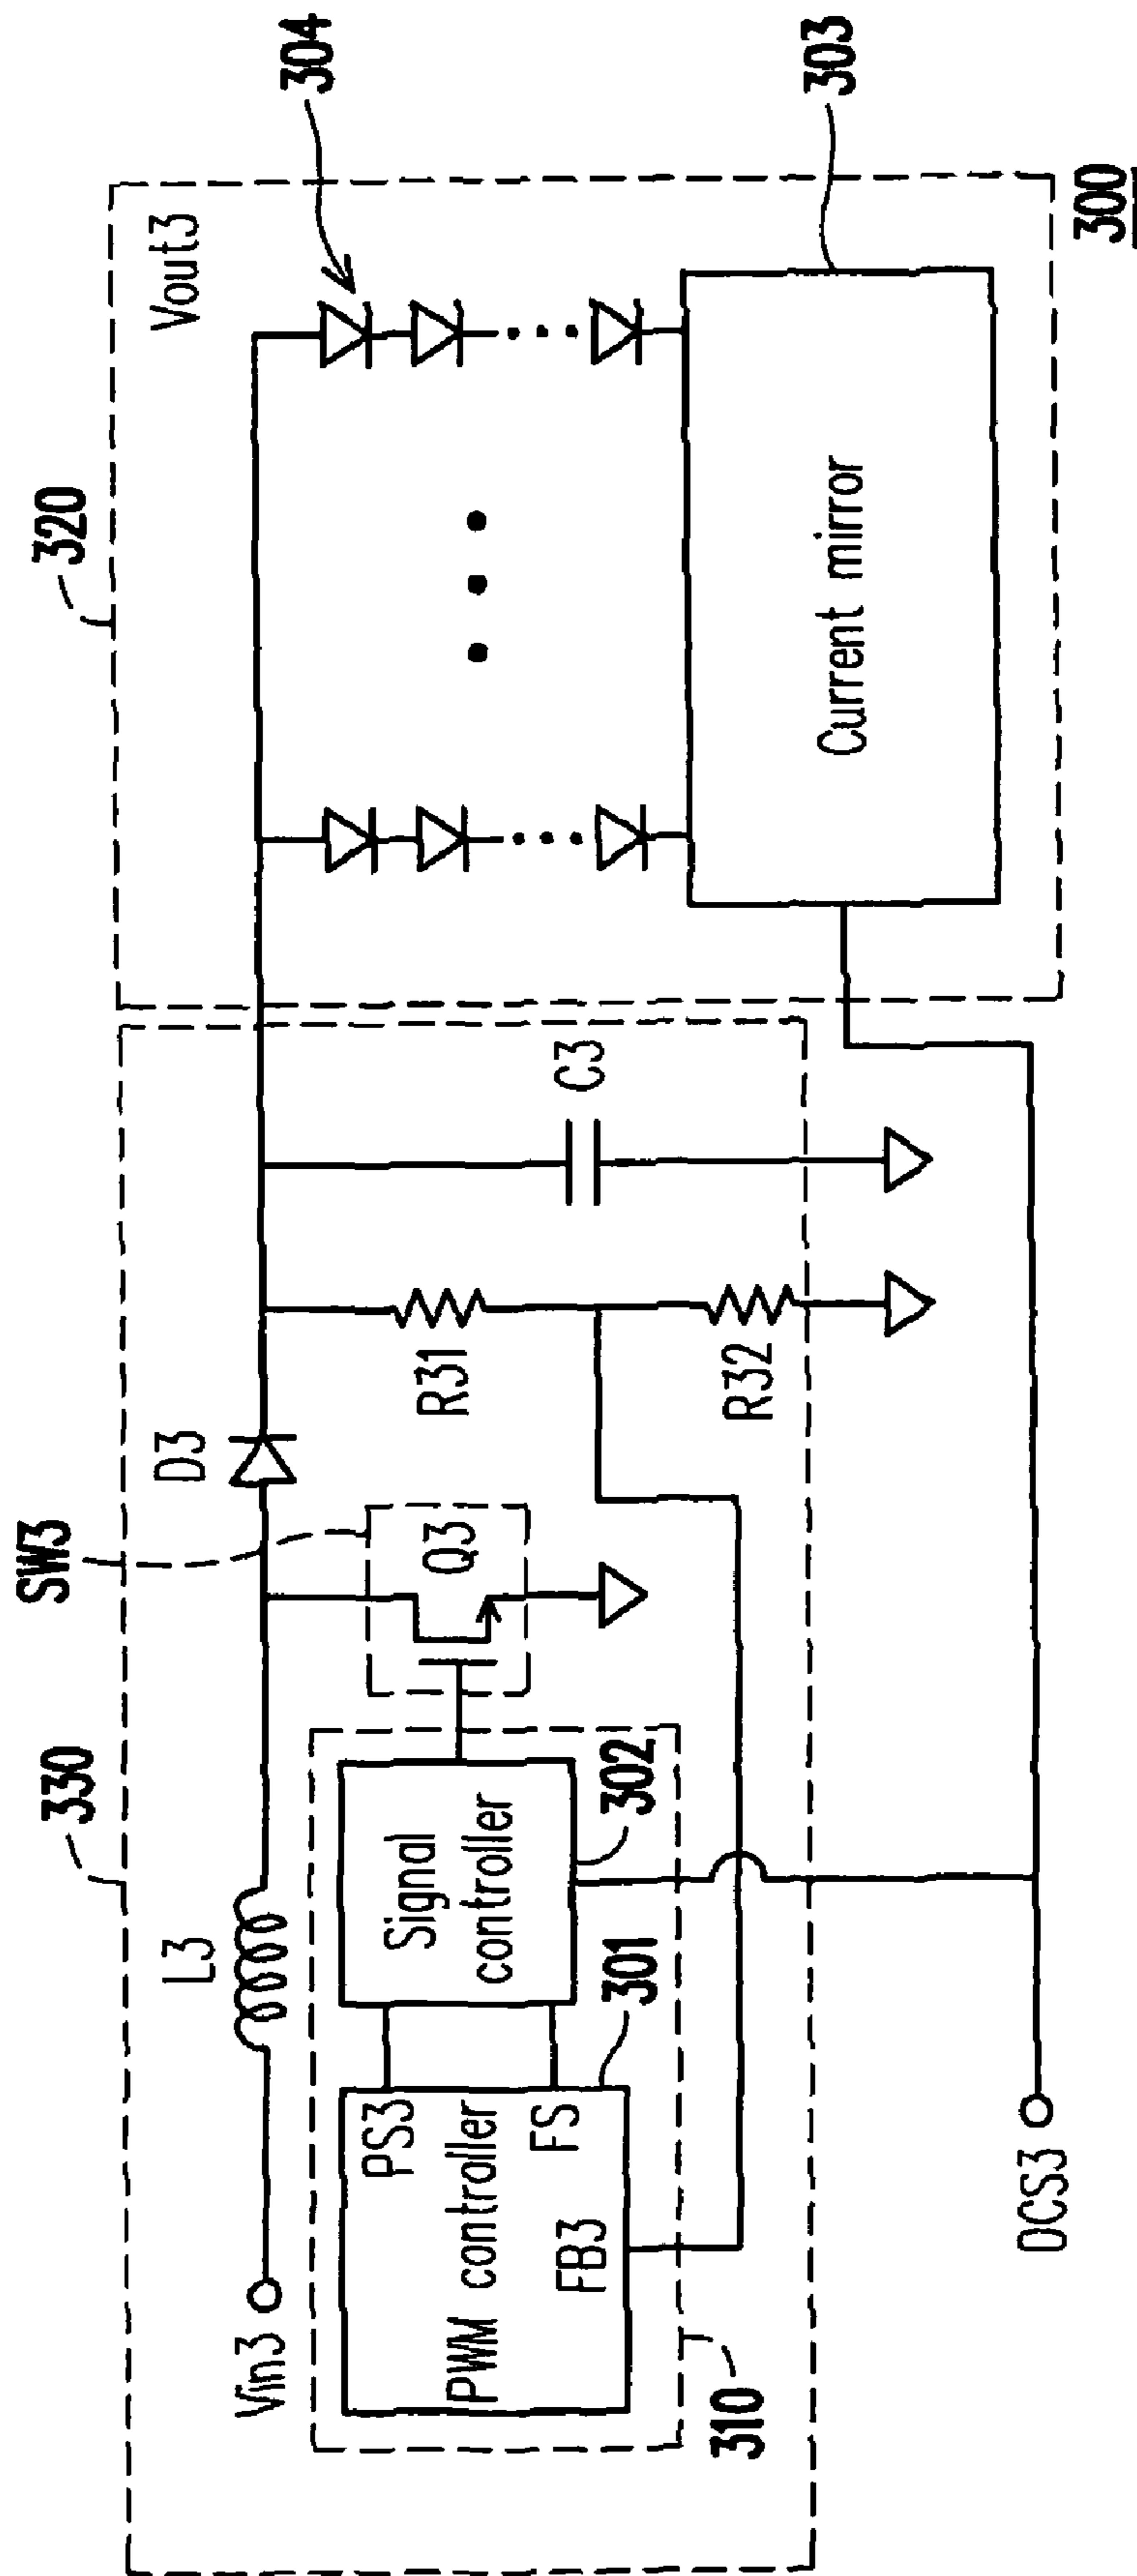 330
SW3
320
304
Vin3
L3
D3
Vout3
PS3
PWM controller
FS
FB3
Signal
controller
Q3
R31
C3
301
302
R32
Current mirror
303
310
DCS3
300